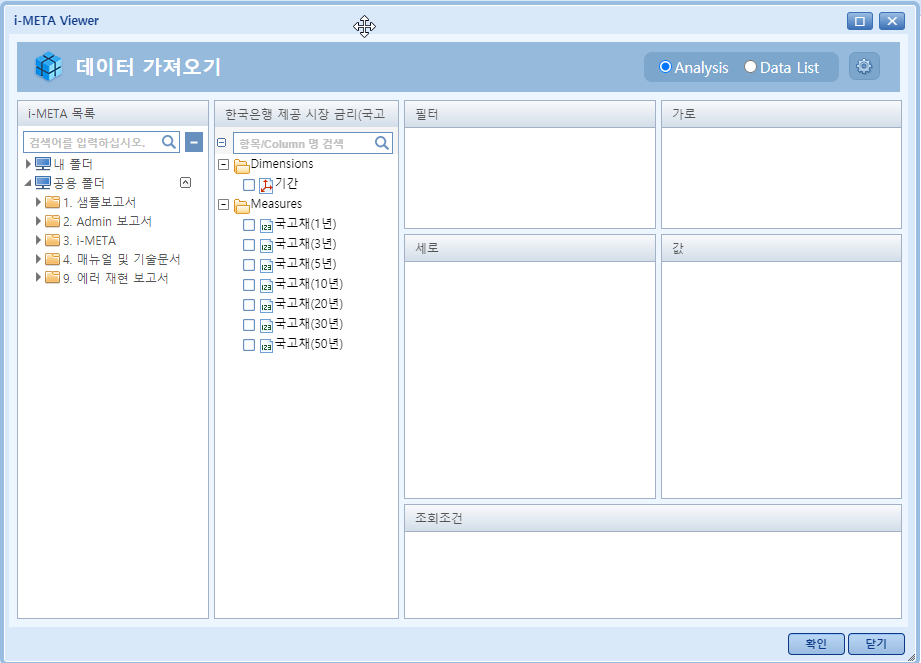 i-META Viewer
데이터 가져오기
Analysis
Data List
i-META 목록
검색어를 입력하십시오.
내 폴더
공용 폴더
1. 샘플보고서
2. Admin 보고서
3. i-META
4. 매뉴얼 및 기술문서
9. 에러 재현 보고서
한국은행 제공 시장 금리(국고
항목/Column 명 검색
Dimensions
기간
Measures
123 국고채(1년)
123 국고채(3년)
123 국고채(5년)
123 국고채(10년)
123 국고채(20년)
123 국고채(30년)
123 국고채(50년)
필터
가로
세로
값
조회조건
확인
닫기